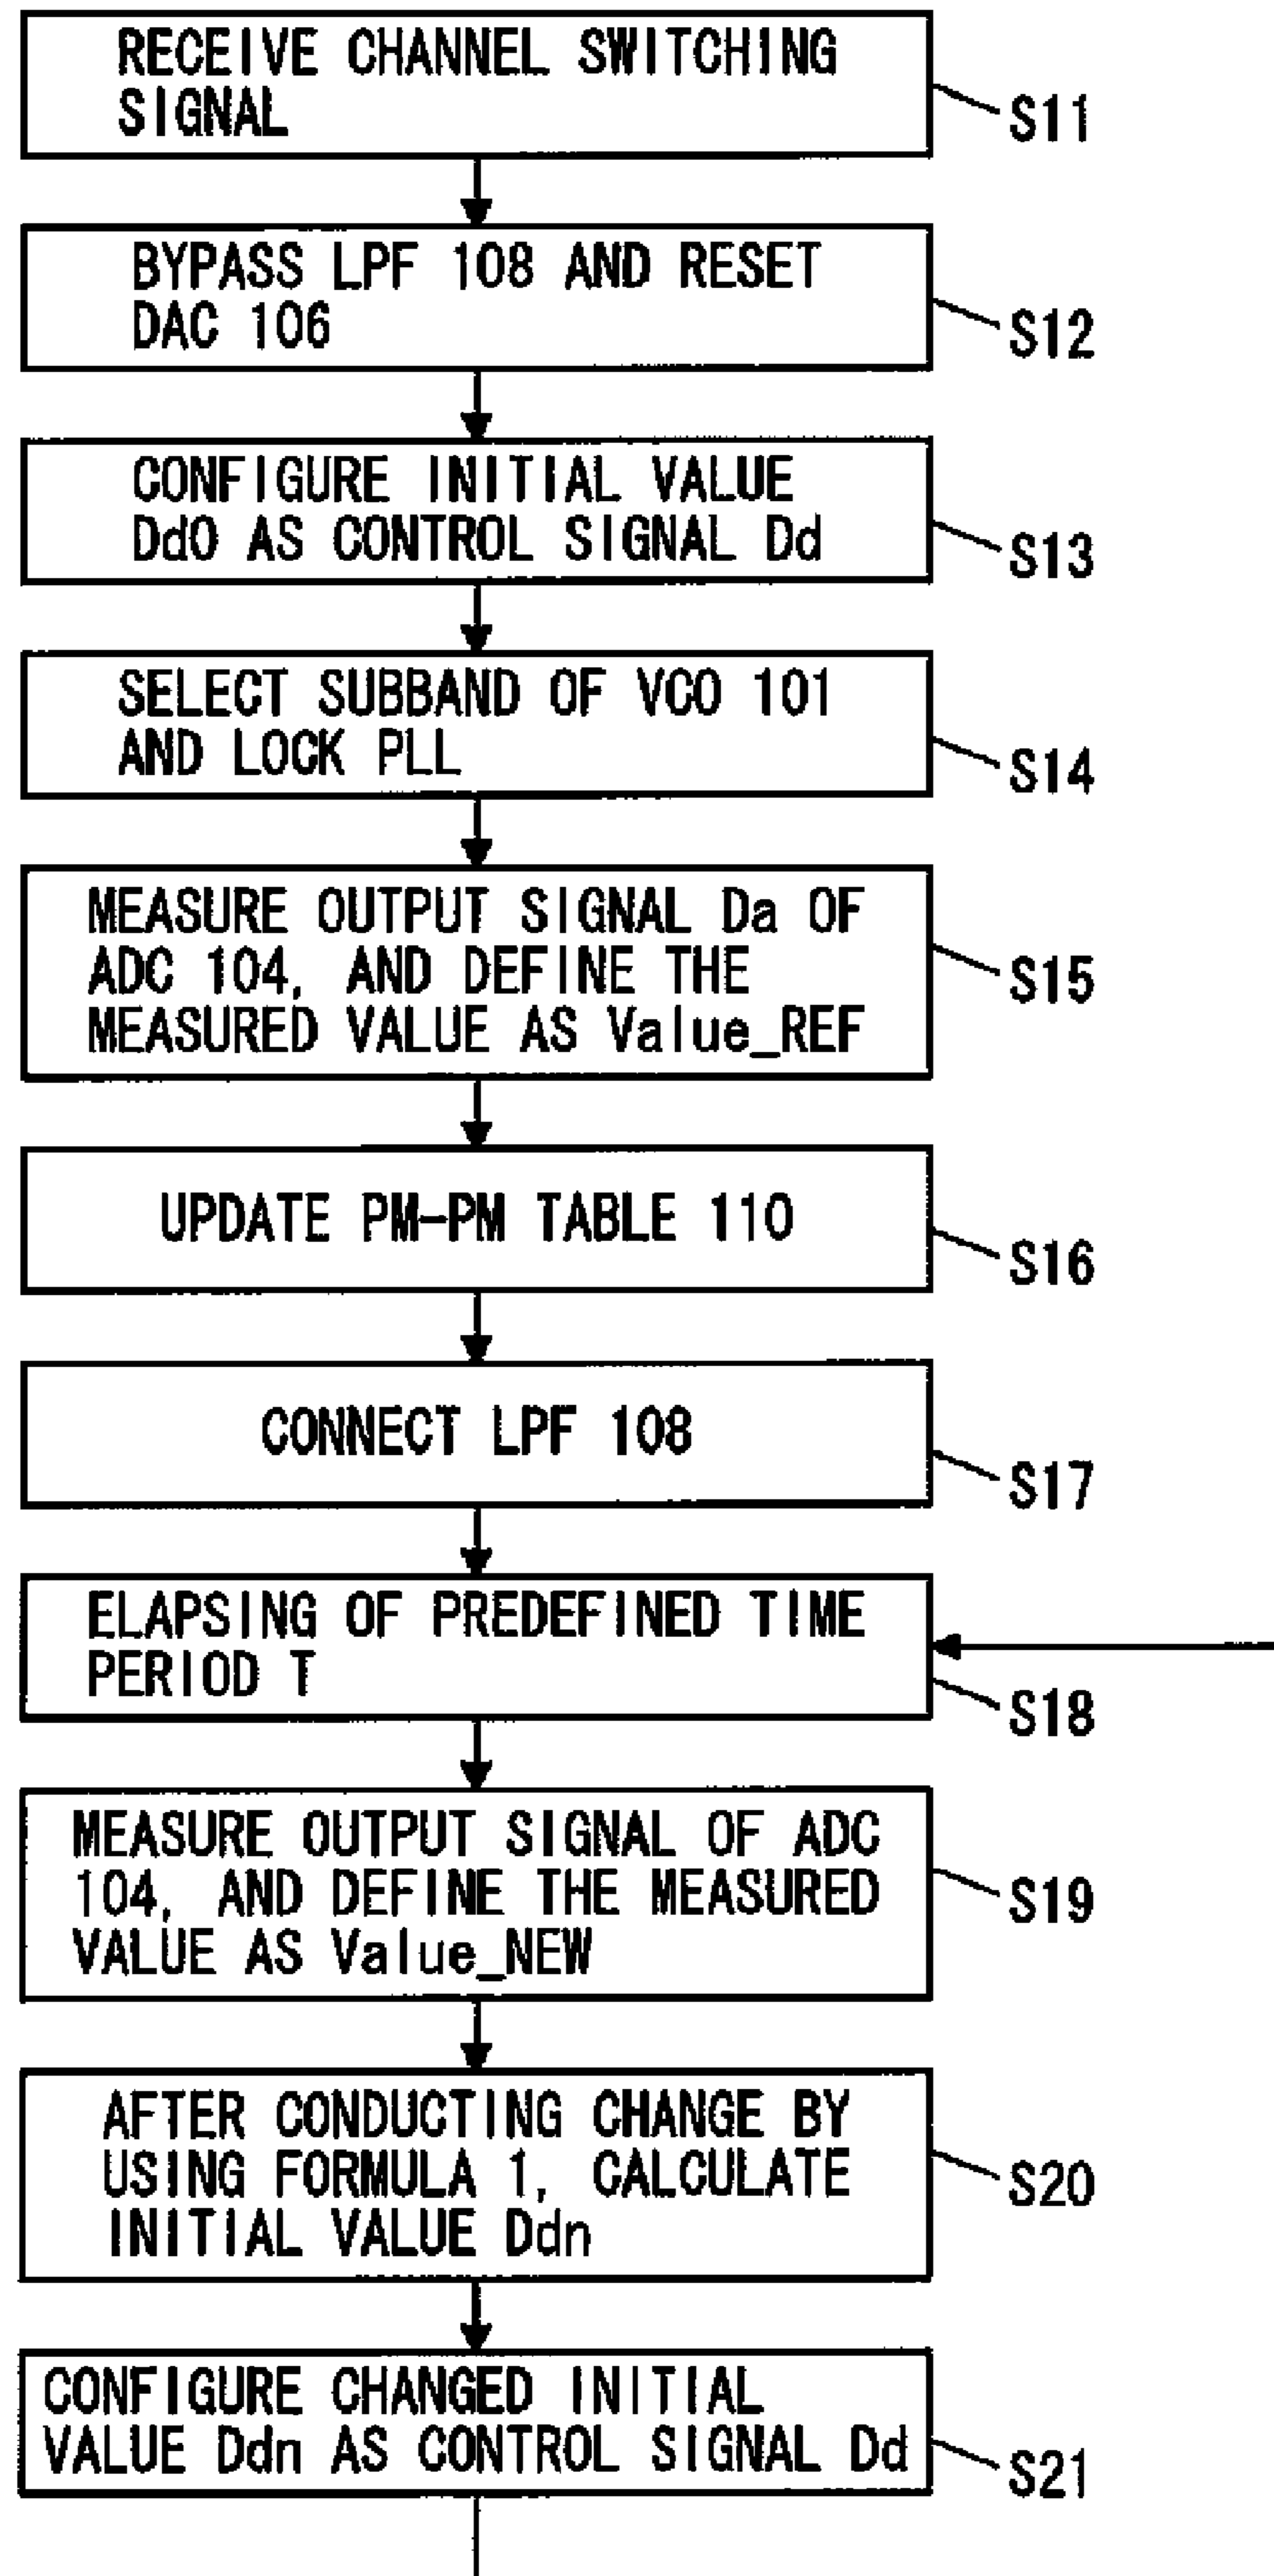 RECEIVE CHANNEL SWITCHING
SIGNAL
S11
BYPASS LPF 108 AND RESET
DAC 106
S12
CONFIGURE INITIAL VALUE
Dd0 AS CONTROL SIGNAL Dd
S13
SELECT SUBBAND OF VCO 101
AND LOCK PLL
S14
MEASURE OUTPUT SIGNAL Da OF
ADC 104, AND DEFINE THE
MEASURED VALUE AS Value_REF
S15
UPDATE PM-PM TABLE 110
S16
CONNECT LPF 108
S17
ELAPSING OF PREDEFINED TIME
PERIOD T
S18
MEASURE OUTPUT SIGNAL OF ADC
104, AND DEFINE THE MEASURED
VALUE AS Value_NEW
S19
AFTER CONDUCTING CHANGE BY
USING FORMULA 1, CALCULATE
INITIAL VALUE Ddn
S20
CONFIGURE CHANGED INITIAL
VALUE Ddn AS CONTROL SIGNAL Dd
S21